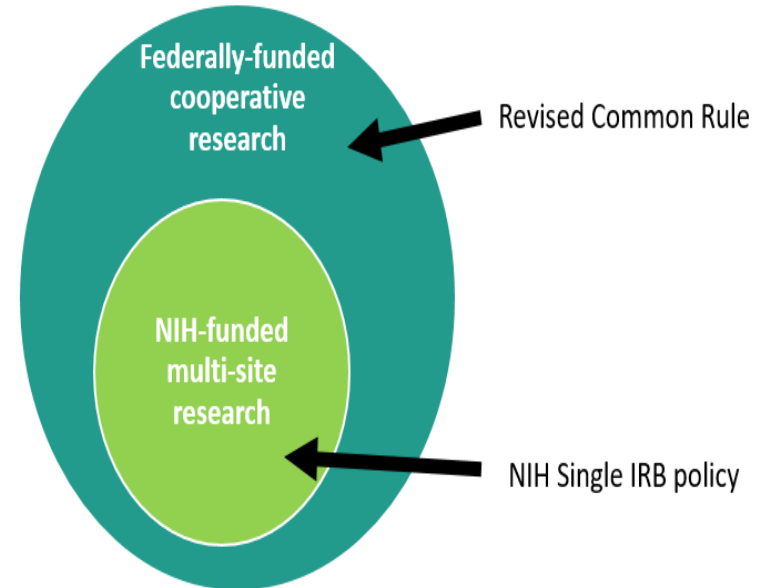 Federally-funded
cooperative
research
Revised Common Rule
NIH-funded
multi-site
research
NIH Single IRB policy